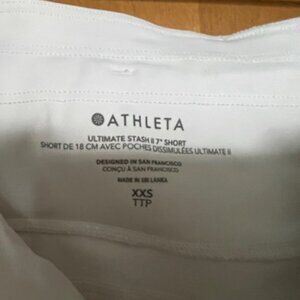 ATHLETA
ULTIMATE STASH II 7" SHORT
SHORT DE 18 CM AVEC POCHES DISSIMULÉES ULTIMATE II
DESIGNED IN SAN FRANCISCO
CONÇU À SAN FRANCISCO
MADE IN SRI LANKA
XXS
TTP